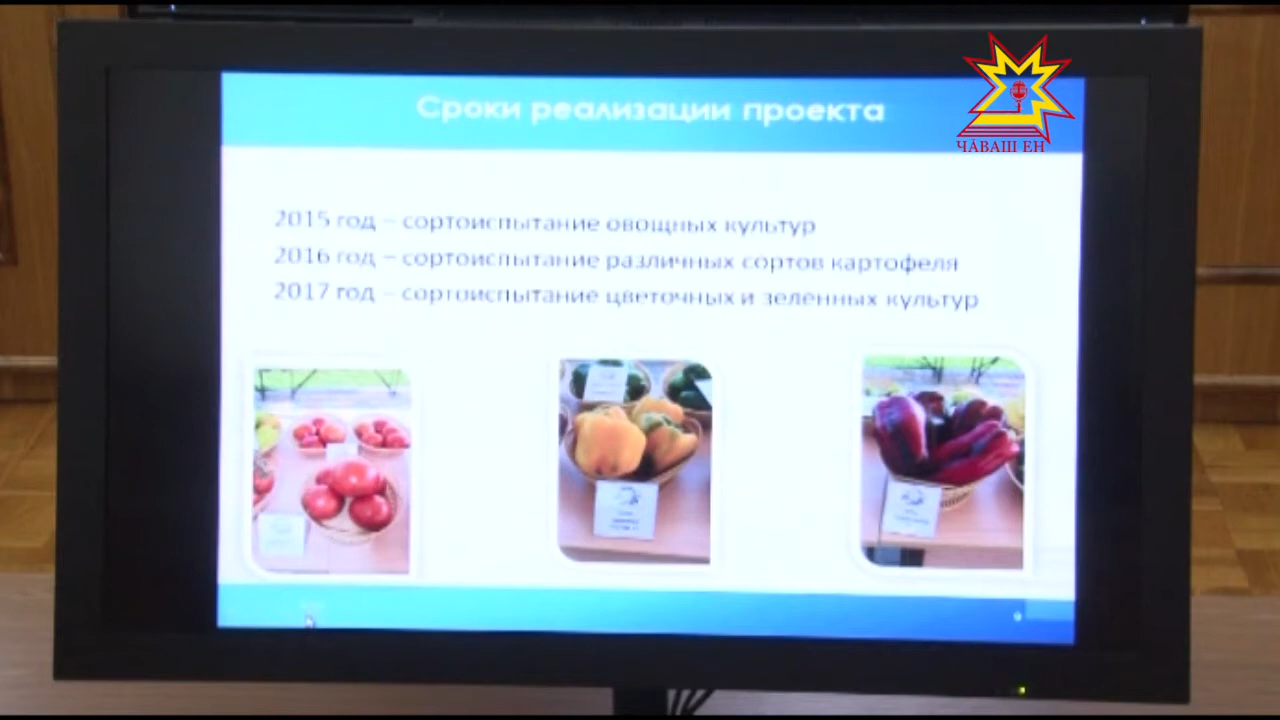 Сроки реализации проекта
ЧӐВАШ ЕН
2015 год – сортоиспытание овощных культур
2016 год – сортоиспытание различных сортов картофеля
2017 год – сортоиспытание цветочных и зеленных культур